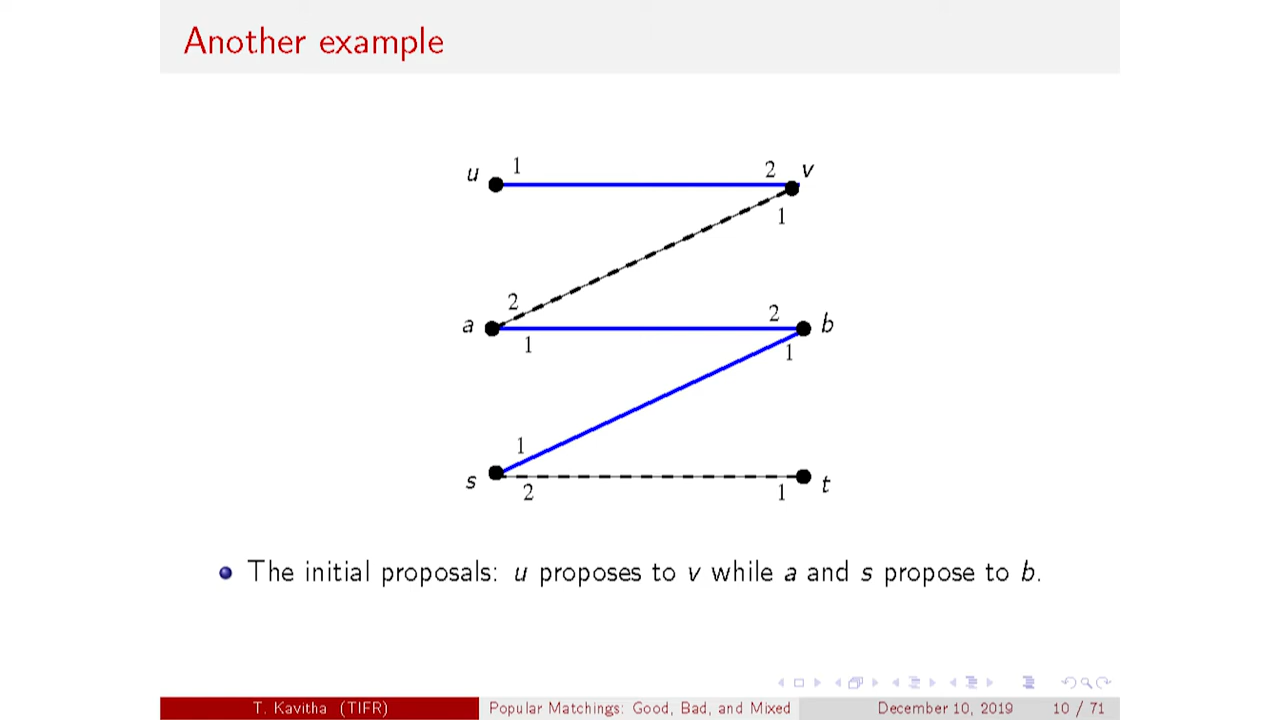 Another example
u 1 2 v
1
2
a 2 b
1 1
1
s 2 1 t
The initial proposals: u proposes to v while a and s propose to b.
T. Kavitha (TIFR) Popular Matchings: Good, Bad, and Mixed December 10, 2019 10 / 71